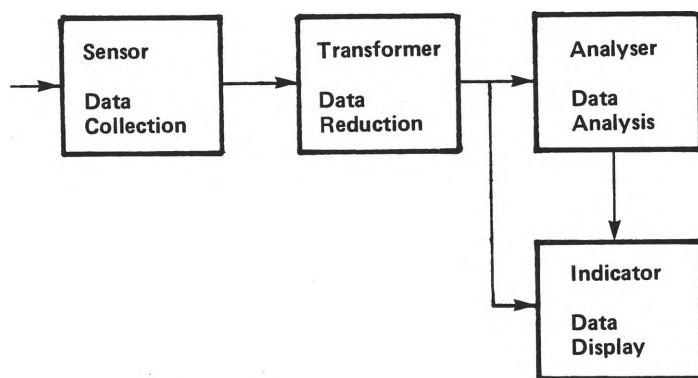 Sensor
Data
Collection
Transformer
Data
Reduction
Analyser
Data
Analysis
Indicator
Data
Display